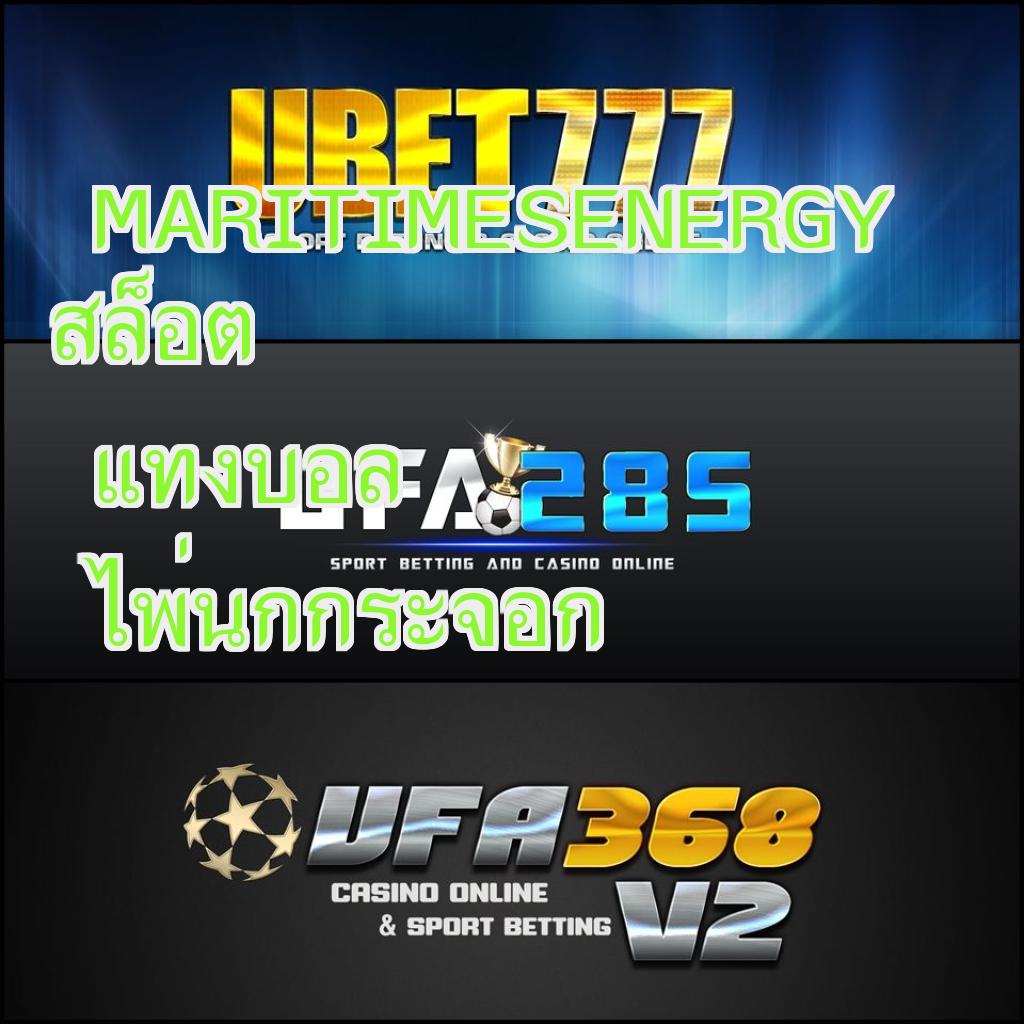 UBET777
MARITIMESENERGY
สล็อต
แทงบอล
UFA285
SPORT BETTING AND CASINO ONLINE
ไพ่นกกระจอก
UFA368
CASINO ONLINE
& SPORT BETTING
V2